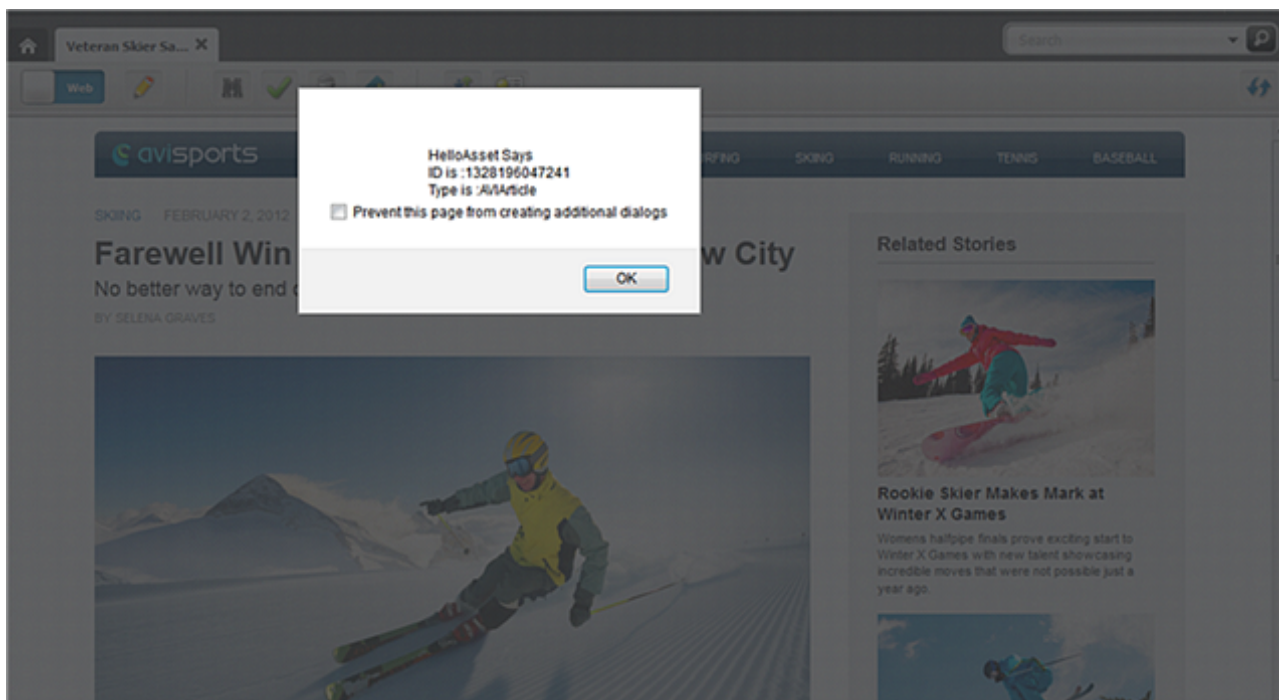 Veteran Skier Sa... X
Search
Web
HelloAsset Says
ID is :1328196047241
Type is :AVIArticle
Prevent this page from creating additional dialogs
OK
avisports
SKIING RUNNING TENNIS BASEBALL
SKIING FEBRUARY 2, 2012
Farewell Win w City
No better way to end
BY SELENA GRAVES
Related Stories
Rookie Skier Makes Mark at
Winter X Games
Womens halfpipe finals prove exciting start to
Winter X Games with new talent showcasing
incredible moves that were not possible just a
year ago.